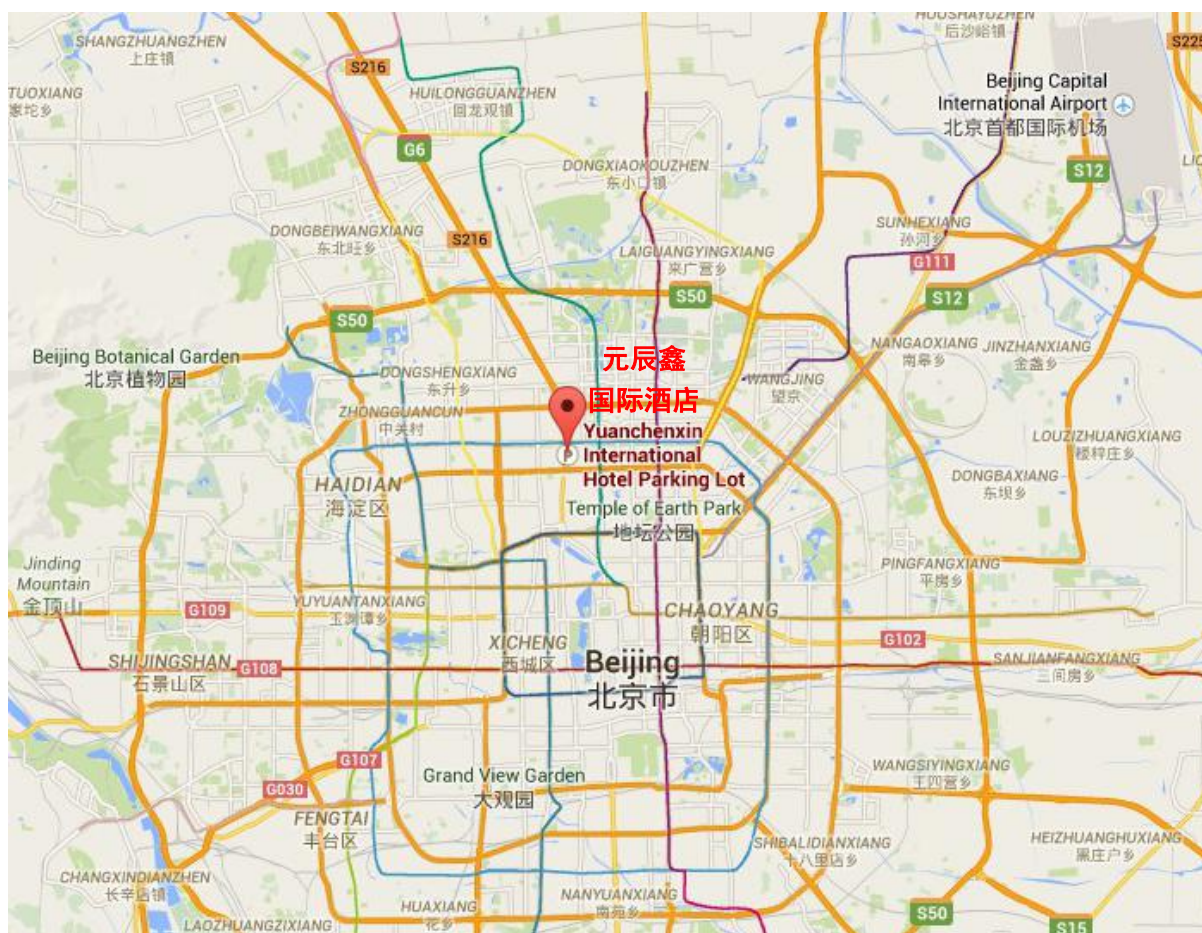 HOUSHAYUZHEN
后沙峪镇
SHANGZHUANGZHEN
上庄镇
S216
S225
TUOXIANG
家坨乡
HUILONGGUANZHEN
回龙观镇
Beijing Capital
International Airport
北京首都国际机场
G6
DONGXIAOKOUZHEN
东小口镇
S12
DONGBEIWANGXIANG
东北旺乡
S216
SUNHEXIANG
孙河乡
LAIGUANGYINGXIANG
来广营乡
G111
S50
S12
S50
Beijing Botanical Garden
北京植物园
元辰鑫
国际酒店
NANGAOXIANG
南皋乡
JINZHANXIANG
金盏乡
DONGSHENGXIANG
东升乡
WANGJING
望京
ZHONGGUANCUN
中关村
Yuanchenxin
International
Hotel Parking Lot
P
LOUZIZHUANGXIANG
楼梓庄乡
HAIDIAN
海淀区
DONGBAXIANG
东坝乡
Temple of Earth Park
地坛公园
Jinding
Mountain
金顶山
PINGFANGXIANG
平房乡
G109
YUYUANTANXIANG
玉渊潭乡
CHAOYANG
朝阳区
XICHENG
西城区
G102
SHIJINGSHAN
石景山区
G108
Beijing
北京市
SANJIANFANGXIANG
三间房乡
G107
Grand View Garden
大观园
G030
WANGSIYINGXIANG
王四营乡
FENGTAI
丰台区
SHIBALIDIANXIANG
十八里店乡
HEIZHUANGHUXIANG
黑庄户乡
CHANGXINDIANZHEN
长辛店镇
NANYUANXIANG
南苑乡
HUAXIANG
花乡
S50
LAOZHUANGZIXIANG
S15